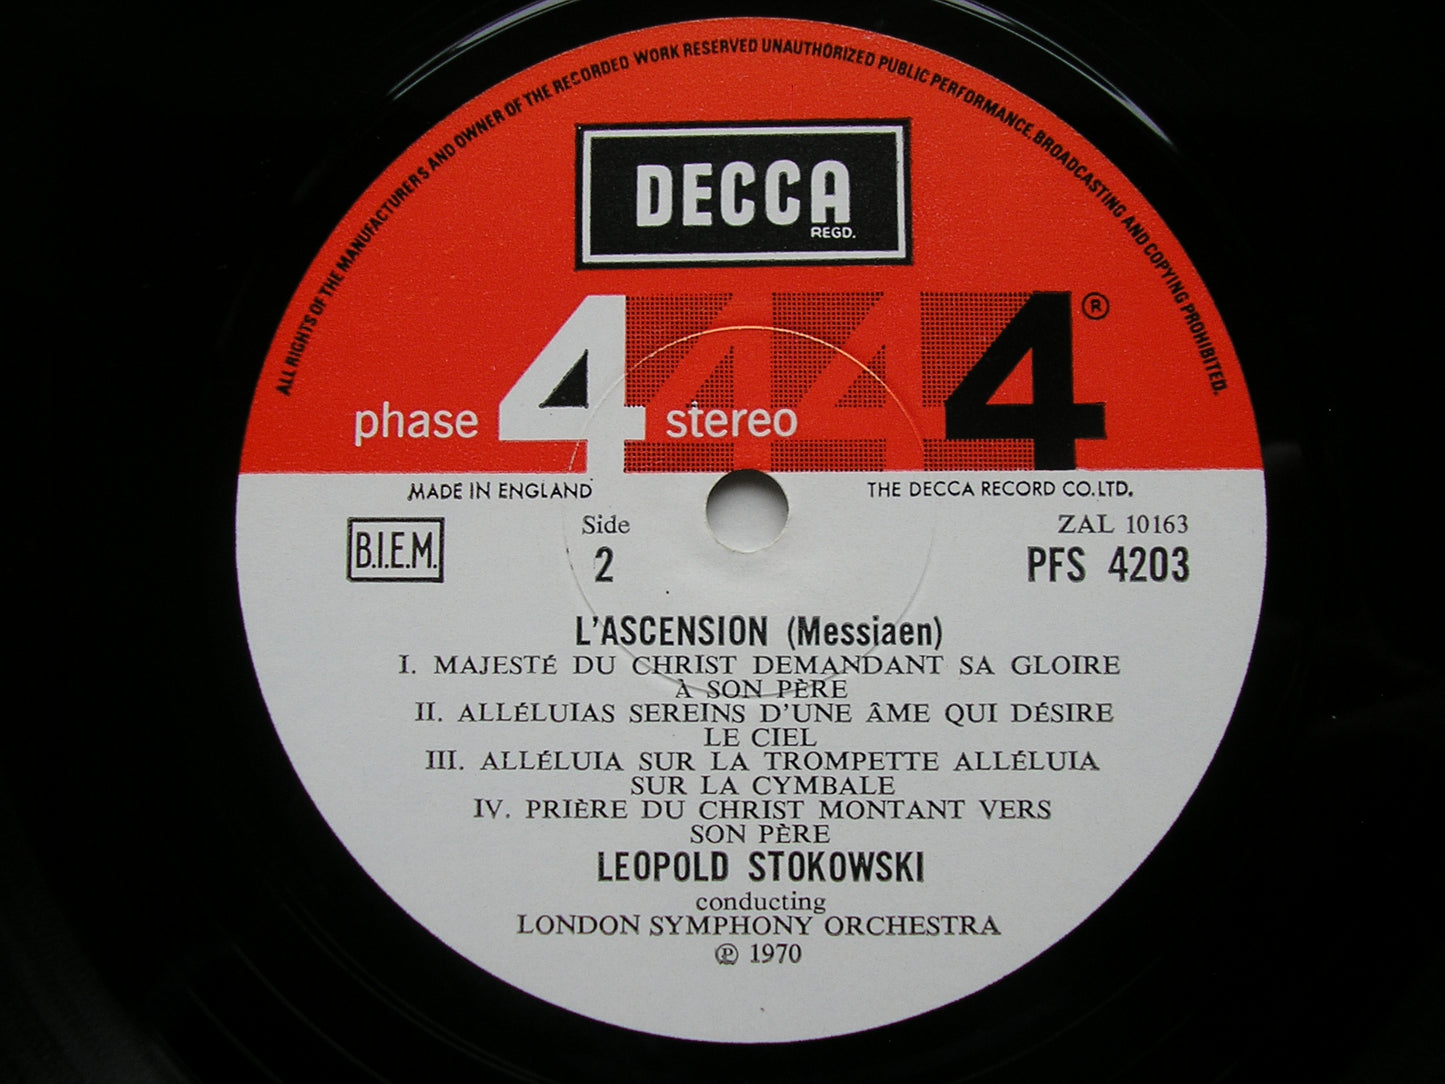 ALL RIGHTS OF THE MANUFACTURERS AND OWNER OF THE RECORDED WORK RESERVED UNAUTHORIZED PUBLIC PERFORMANCE, BROADCASTING AND COPYING PROHIBITED.
DECCA
REGD.
phase 4 stereo 4 4 4 ®
MADE IN ENGLAND THE DECCA RECORD CO. LTD.
Side ZAL 10163
B.I.E.M. 2 PFS 4203
L'ASCENSION (Messiaen)
I. MAJESTÉ DU CHRIST DEMANDANT SA GLOIRE
À SON PÈRE
II. ALLÉLUIAS SEREINS D'UNE ÂME QUI DÉSIRE
LE CIEL
III. ALLÉLUIA SUR LA TROMPETTE ALLÉLUIA
SUR LA CYMBALE
IV. PRIÈRE DU CHRIST MONTANT VERS
SON PÈRE
LEOPOLD STOKOWSKI
conducting
LONDON SYMPHONY ORCHESTRA
℗ 1970